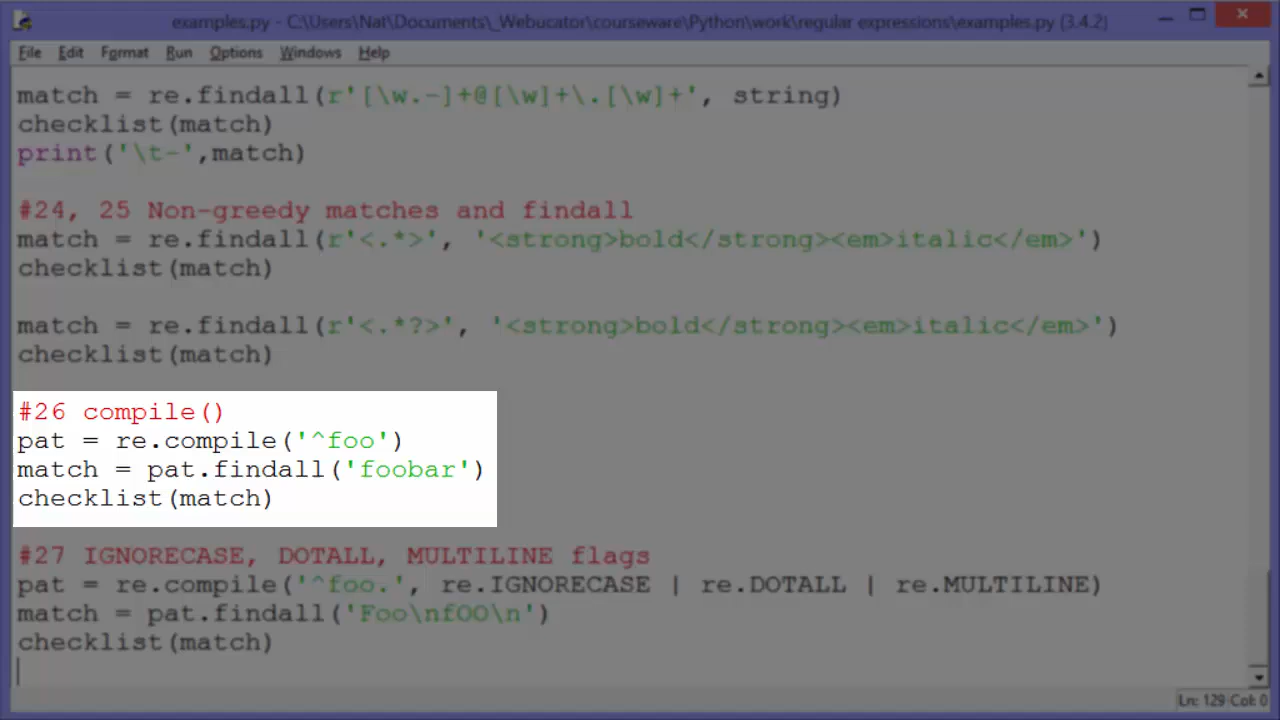 examples.py - C:\Users\Nat\Documents\_Webucator\courseware\Python\work\regular expressions\examples.py (3.4.2)
File Edit Format Run Options Windows Help
match = re.findall(r'[\w.-]+@[\w]+\.[\w]+', string)
checklist(match)
print('\t-',match)
#24, 25 Non-greedy matches and findall
match = re.findall(r'<.*>', '<strong>bold</strong><em>italic</em>')
checklist(match)
match = re.findall(r'<.*?>', '<strong>bold</strong><em>italic</em>')
checklist(match)
#26 compile()
pat = re.compile('^foo')
match = pat.findall('foobar')
checklist(match)
#27 IGNORECASE, DOTALL, MULTILINE flags
pat = re.compile('^foo.', re.IGNORECASE | re.DOTALL | re.MULTILINE)
match = pat.findall('Foo\nfOO\n')
checklist(match)
Ln: 129 Col: 0